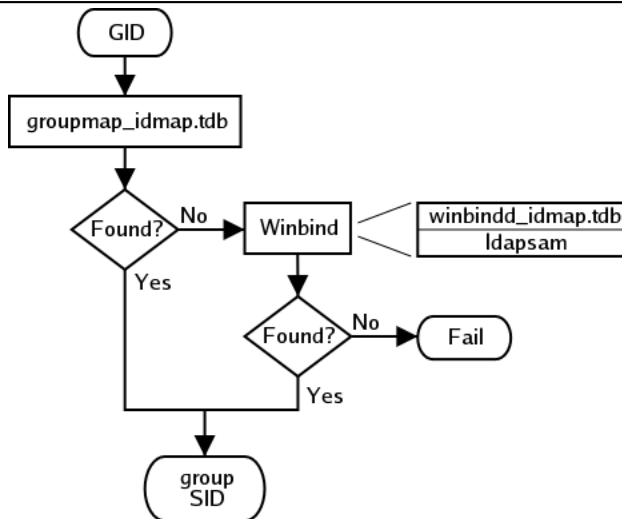 GID
groupmap_idmap.tdb
Found?
No
Winbind
winbindd_idmap.tdb
ldapsam
Yes
Found?
No
Fail
Yes
group
SID